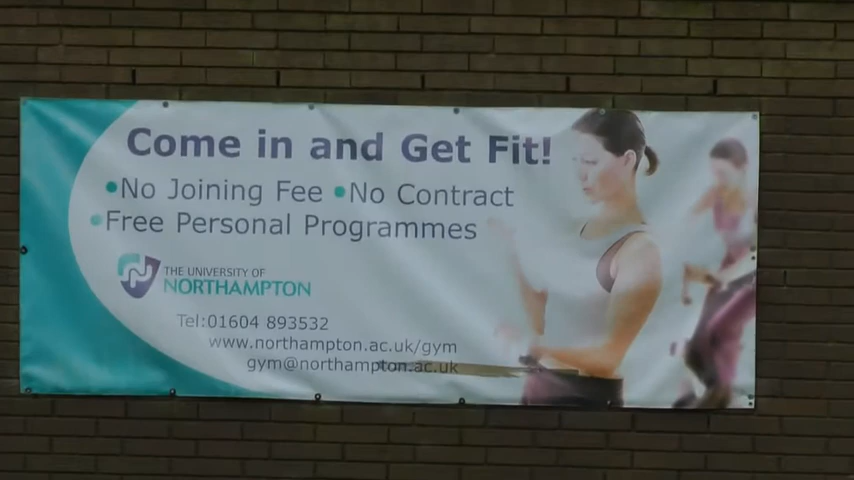 Come in and Get Fit!
•No Joining Fee •No Contract
•Free Personal Programmes
THE UNIVERSITY OF
NORTHAMPTON
Tel:01604 893532
www.northampton.ac.uk/gym
gym@northampton.ac.uk